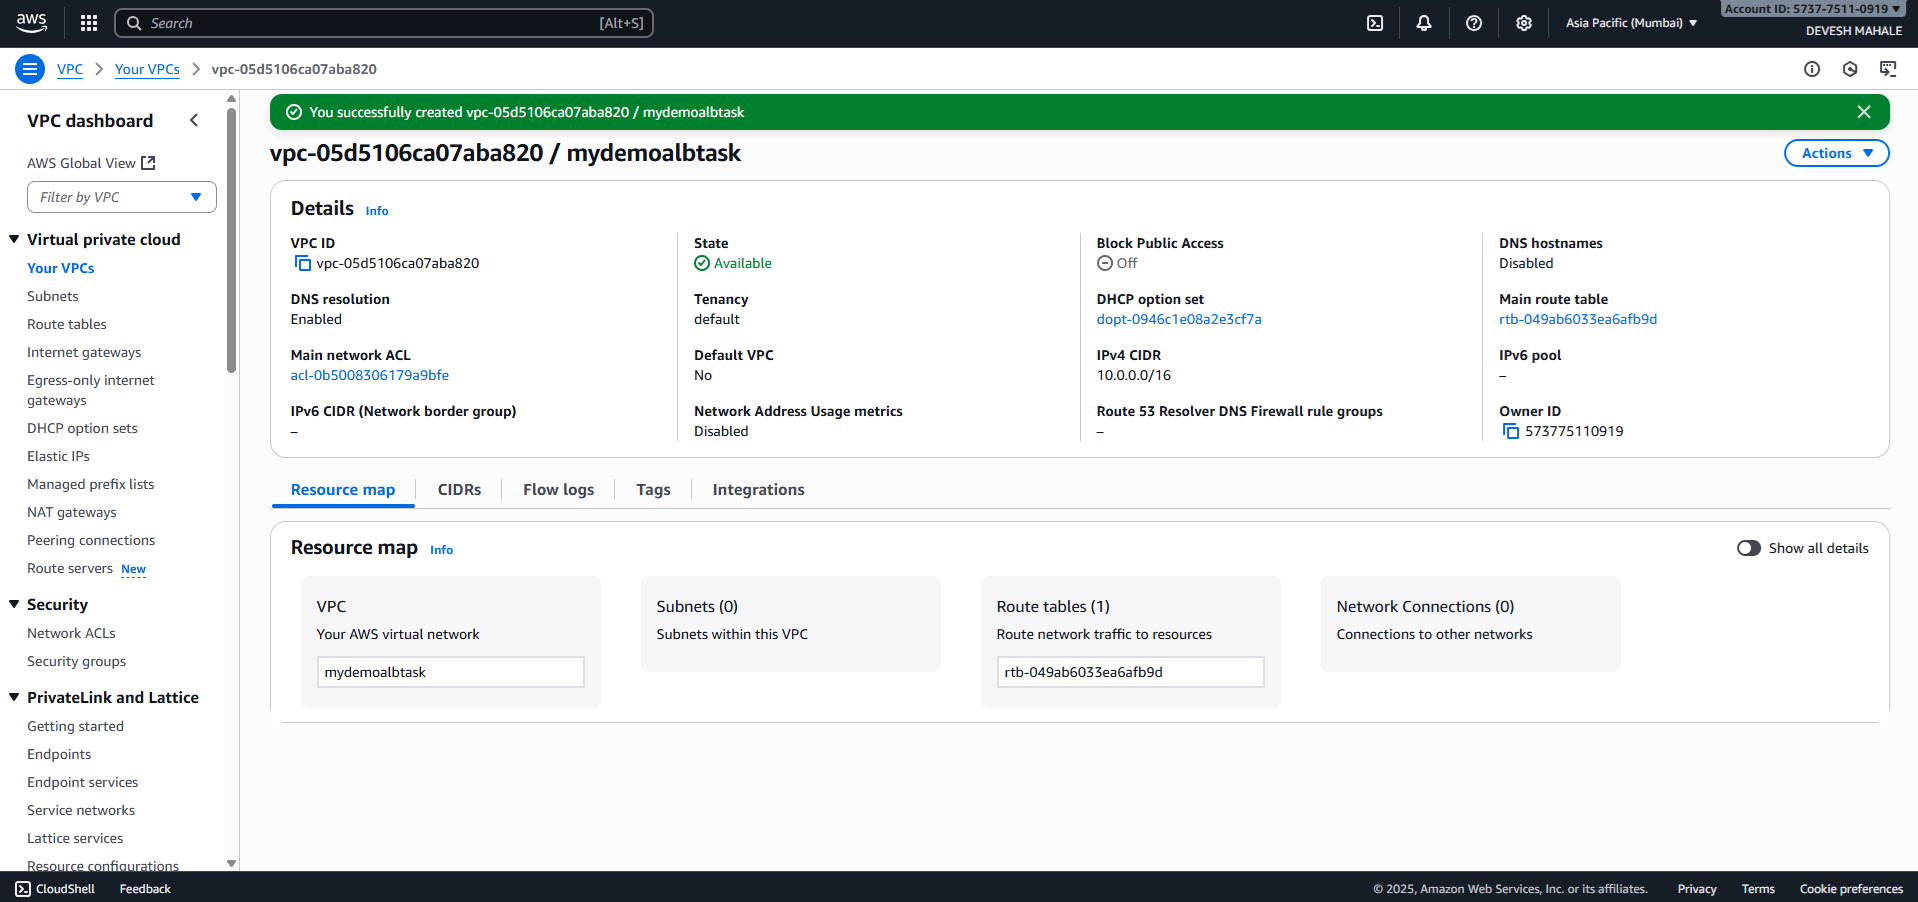 aws
Search [Alt+S]
Asia Pacific (Mumbai)
Account ID: 5737-7511-0919
DEVESH MAHALE
VPC
Your VPCs
vpc-05d5106ca07aba820
VPC dashboard
AWS Global View
Filter by VPC
Virtual private cloud
Your VPCs
Subnets
Route tables
Internet gateways
Egress-only internet
gateways
DHCP option sets
Elastic IPs
Managed prefix lists
NAT gateways
Peering connections
Route servers New
Security
Network ACLs
Security groups
PrivateLink and Lattice
Getting started
Endpoints
Endpoint services
Service networks
Lattice services
Resource configurations
You successfully created vpc-05d5106ca07aba820 / mydemoalbtask
vpc-05d5106ca07aba820 / mydemoalbtask
Actions
Details Info
VPC ID
vpc-05d5106ca07aba820
State
Available
Block Public Access
Off
DNS hostnames
Disabled
DNS resolution
Enabled
Tenancy
default
DHCP option set
dopt-0946c1e08a2e3cf7a
Main route table
rtb-049ab6033ea6afb9d
Main network ACL
acl-0b5008306179a9bfe
Default VPC
No
IPv4 CIDR
10.0.0.0/16
IPv6 pool
–
IPv6 CIDR (Network border group)
–
Network Address Usage metrics
Disabled
Route 53 Resolver DNS Firewall rule groups
–
Owner ID
573775110919
Resource map
CIDRs
Flow logs
Tags
Integrations
Resource map Info
Show all details
VPC
Your AWS virtual network
mydemoalbtask
Subnets (0)
Subnets within this VPC
Route tables (1)
Route network traffic to resources
rtb-049ab6033ea6afb9d
Network Connections (0)
Connections to other networks
CloudShell
Feedback
© 2025, Amazon Web Services, Inc. or its affiliates.
Privacy
Terms
Cookie preferences